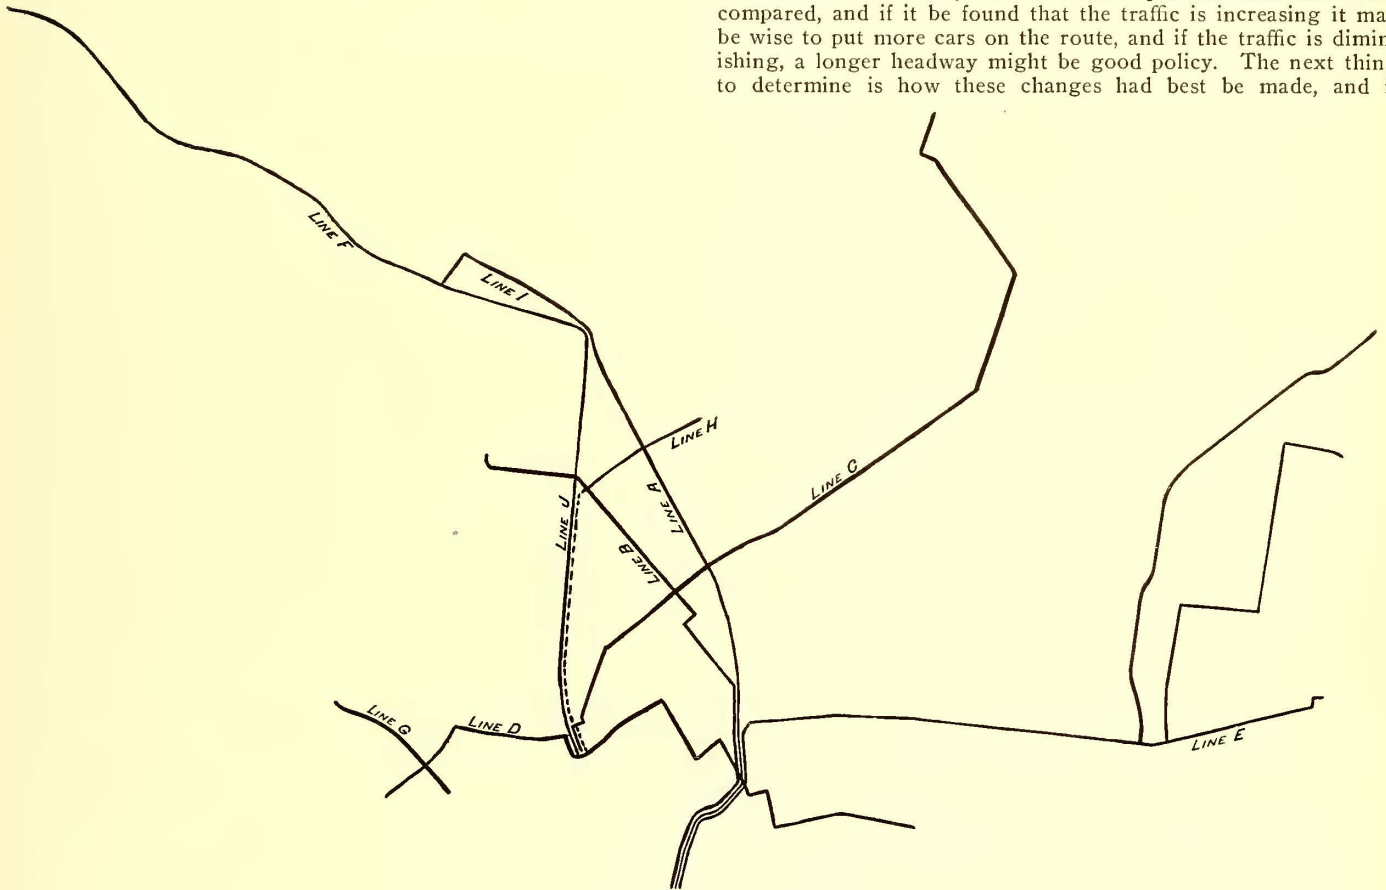 compared, and if it be found that the traffic is increasing it ma
be wise to put more cars on the route, and if the traffic is dimin
ishing, a longer headway might be good policy. The next thin
to determine is how these changes had best be made, and
LINE F
LINE I
LINE H
LINE C
LINE A
LINE J
LINE B
LINE G
LINE D
LINE E